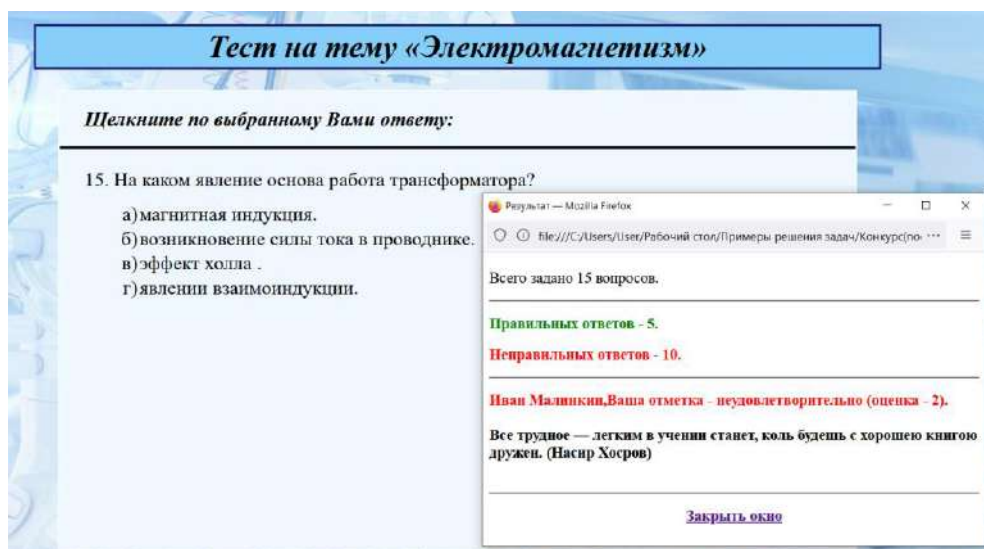 Тест на тему «Электромагнетизм»
Щелкните по выбранному Вами ответу:
15. На каком явление основа работа трансформатора?
а)магнитная индукция.
б)возникновение силы тока в проводнике.
в)эффект холла .
г)явлении взаимоиндукции.
Результат — Mozilla Firefox
file:///C:/Users/User/Рабочий стол/Примеры решения задач/Конкурс(по- ···
Всего задано 15 вопросов.
Правильных ответов - 5.
Неправильных ответов - 10.
Иван Малинкин,Ваша отметка - неудовлетворительно (оценка - 2).
Все трудное — легким в учении станет, коль будешь с хорошею книгою
дружен. (Насир Хосров)
Закрыть окно